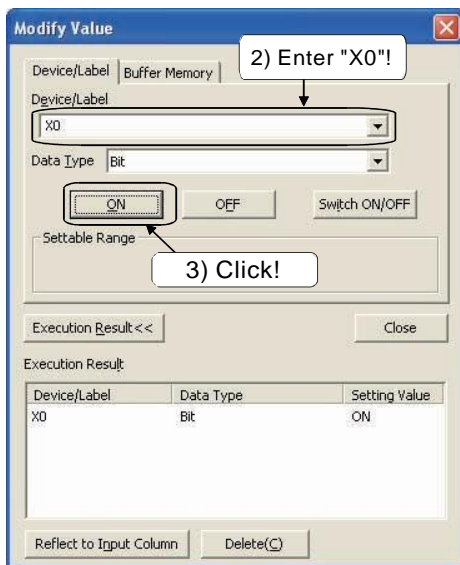 Modify Value
2) Enter "X0"!
Device/Label Buffer Memory
Device/Label
X0
Data Type Bit
ON OFF Switch ON/OFF
Settable Range
3) Click!
Execution Result<< Close
Execution Result
Device/Label Data Type Setting Value
X0 Bit ON
Reflect to Input Column Delete(C)